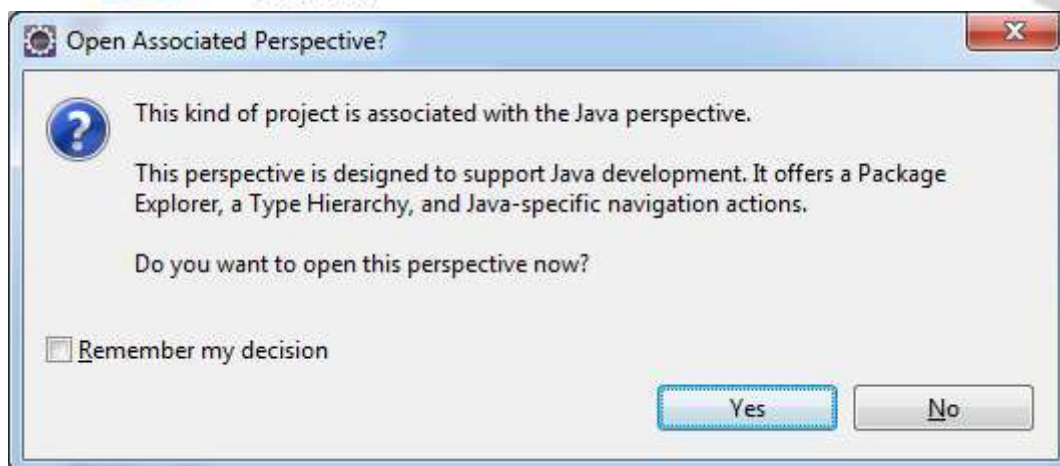 Open Associated Perspective?
This kind of project is associated with the Java perspective.
This perspective is designed to support Java development. It offers a Package
Explorer, a Type Hierarchy, and Java-specific navigation actions.
Do you want to open this perspective now?
Remember my decision
Yes
No